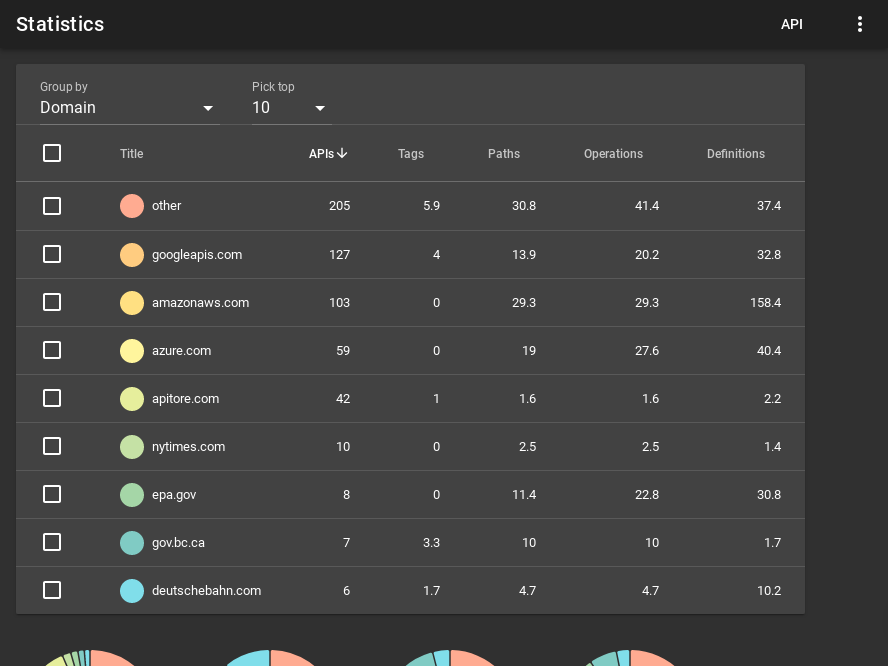 Statistics API
Group by Pick top
Domain 10
Title APIs Tags Paths Operations Definitions
other 205 5.9 30.8 41.4 37.4
googleapis.com 127 4 13.9 20.2 32.8
amazonaws.com 103 0 29.3 29.3 158.4
azure.com 59 0 19 27.6 40.4
apitore.com 42 1 1.6 1.6 2.2
nytimes.com 10 0 2.5 2.5 1.4
epa.gov 8 0 11.4 22.8 30.8
gov.bc.ca 7 3.3 10 10 1.7
deutschebahn.com 6 1.7 4.7 4.7 10.2